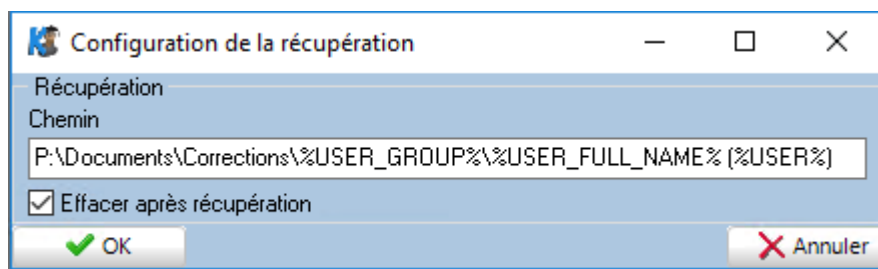 Configuration de la récupération
Récupération
Chemin
P:\Documents\Corrections\%USER_GROUP%\%USER_FULL_NAME% (%USER%)
Effacer après récupération
OK Annuler